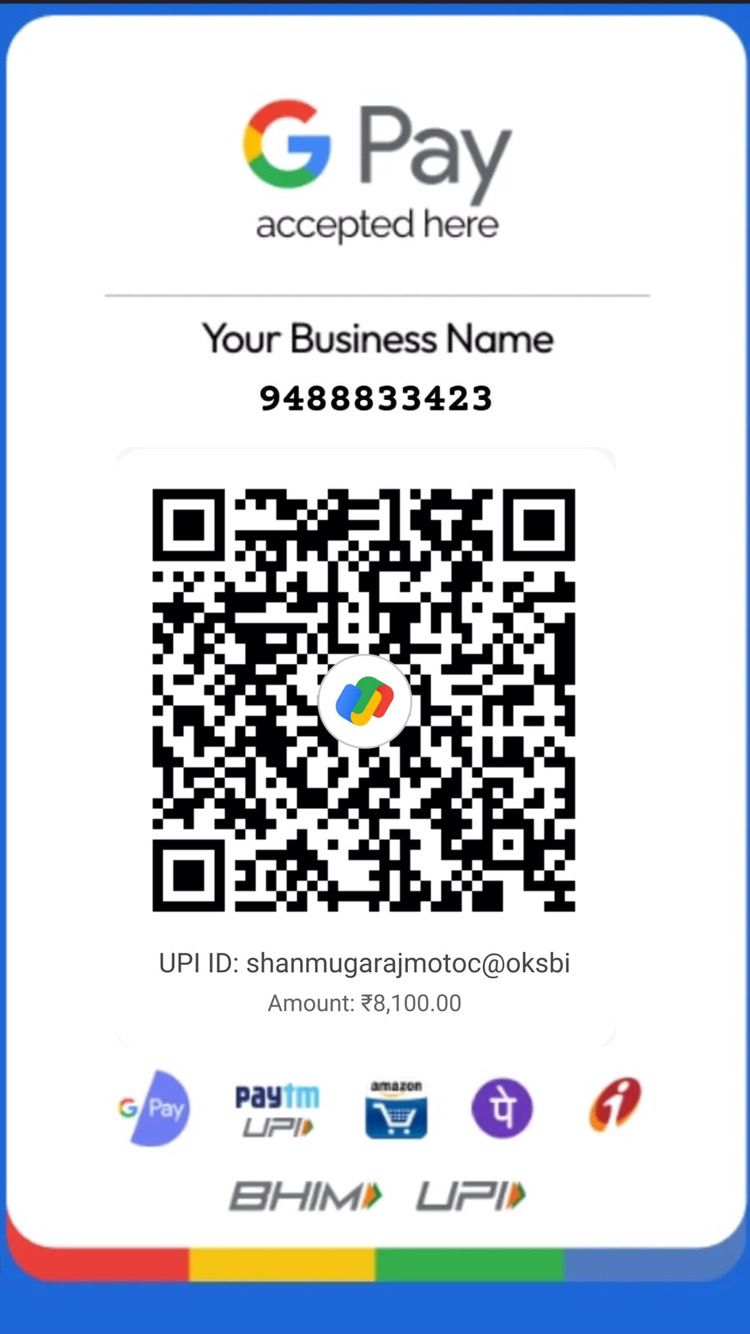 G Pay
accepted here
Your Business Name
9488833423
UPI ID: shanmugarajmotoc@oksbi
Amount: ₹8,100.00
G Pay
paytm
UPI
amazon
पे
i
BHIM
UPI